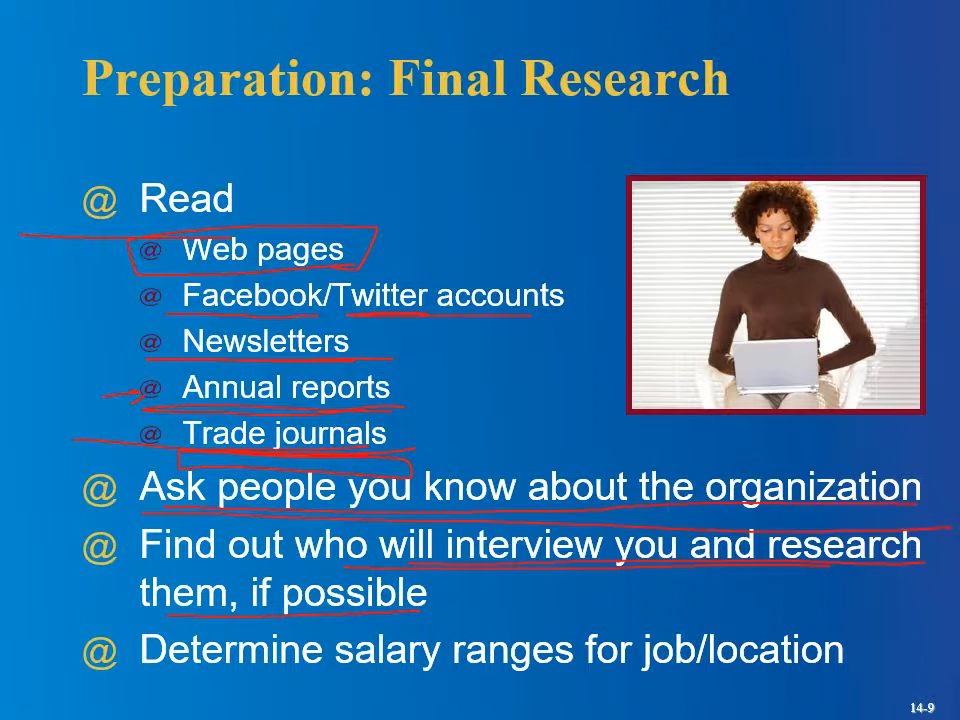 Preparation: Final Research
@ Read
@ Web pages
@ Facebook/Twitter accounts
@ Newsletters
@ Annual reports
@ Trade journals
@ Ask people you know about the organization
@ Find out who will interview you and research
them, if possible
@ Determine salary ranges for job/location
14-9